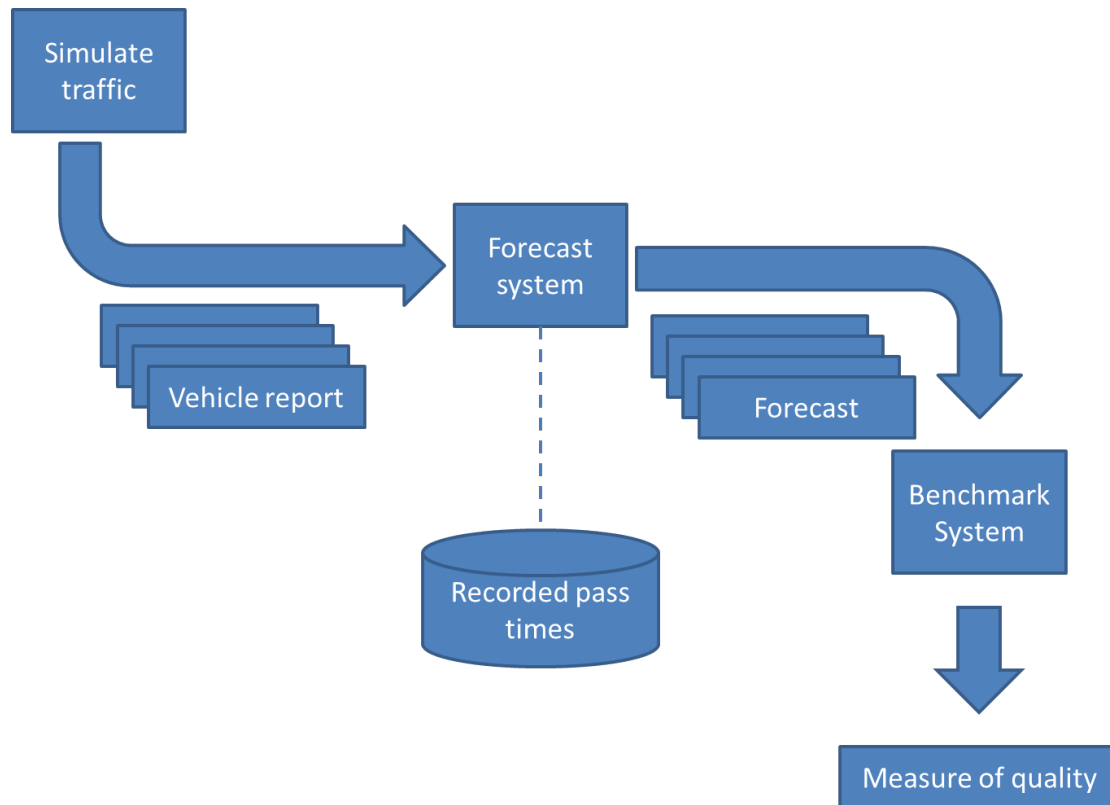 Simulate
traffic
Forecast
system
Vehicle report
Forecast
Benchmark
System
Recorded pass
times
Measure of quality